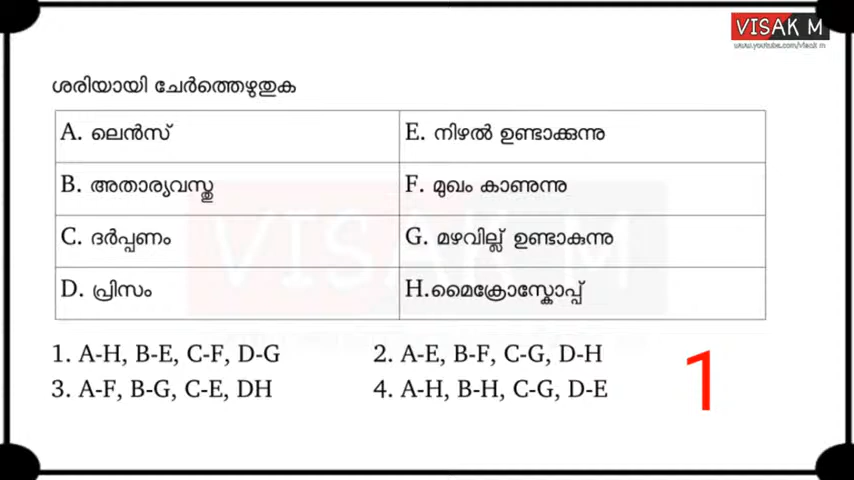 VISAK M
www.youtube.com/visak m
ശരിയായി ചേർത്തെഴുതുക
A. ലെൻസ് E. നിഴൽ ഉണ്ടാക്കുന്നു
B. അതാര്യവസ്തു F. മുഖം കാണുന്നു
C. ദർപ്പണം G. മഴവില്ല് ഉണ്ടാകുന്നു
D. പ്രിസം H.മൈക്രോസ്കോപ്പ്
VISAK M
1. A-H, B-E, C-F, D-G 2. A-E, B-F, C-G, D-H
3. A-F, B-G, C-E, DH 4. A-H, B-H, C-G, D-E
1